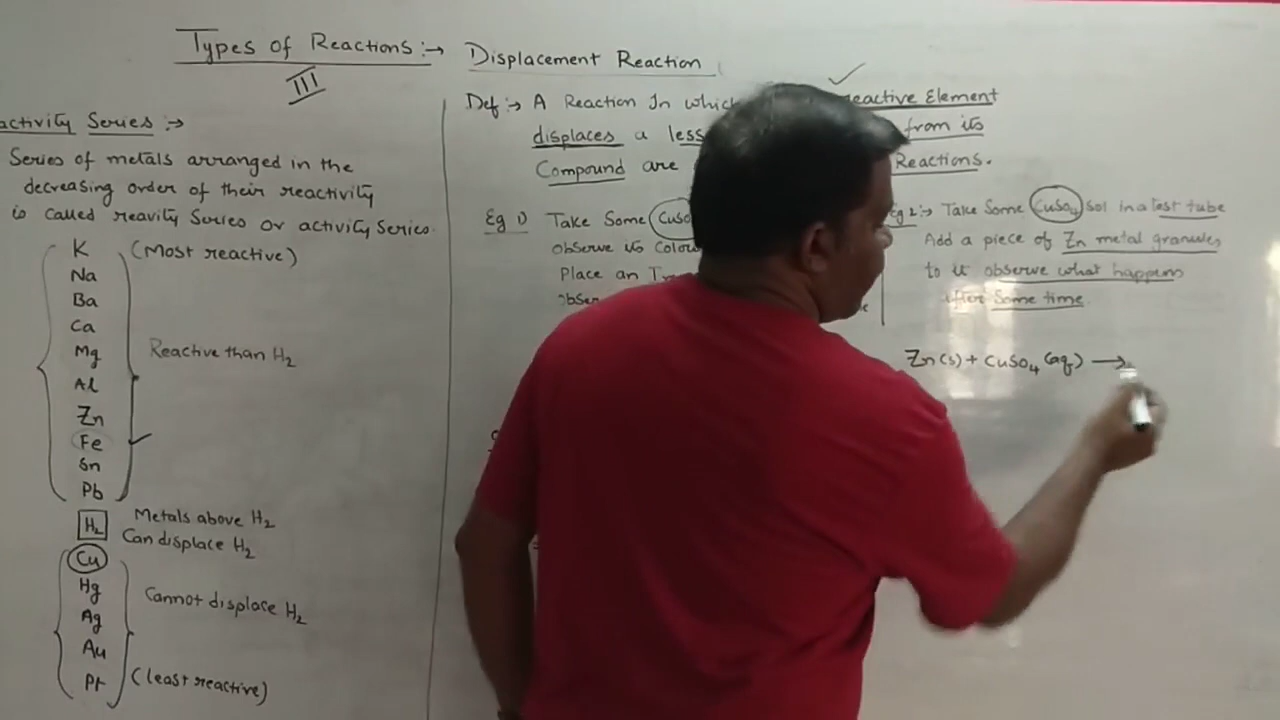 Types of Reactions :→ Displacement Reaction
III
activity Series :→
Series of metals arranged in the
decreasing order of their reactivity
is called reavity Series or activity Series.
K (Most reactive)
Na
Ba
Ca
Mg Reactive than H2
Al
Zn
Fe
Sn
Pb
H2 Metals above H2
Can displace H2
Cu
Hg Cannot displace H2
Ag
Au
Pt (least reactive)
Def :→ A Reaction In which eactive Element
displaces a less from its
Compound are Reactions.
Eg 1) Take Some CuSo
observe its Colou
Place an
obser
Eg 2 :→ Take Some CuSO4 sol in a test tube
Add a piece of Zn metal granules
to it observe what happens
after Some time.
Zn(s) + CuSO4 (aq) →